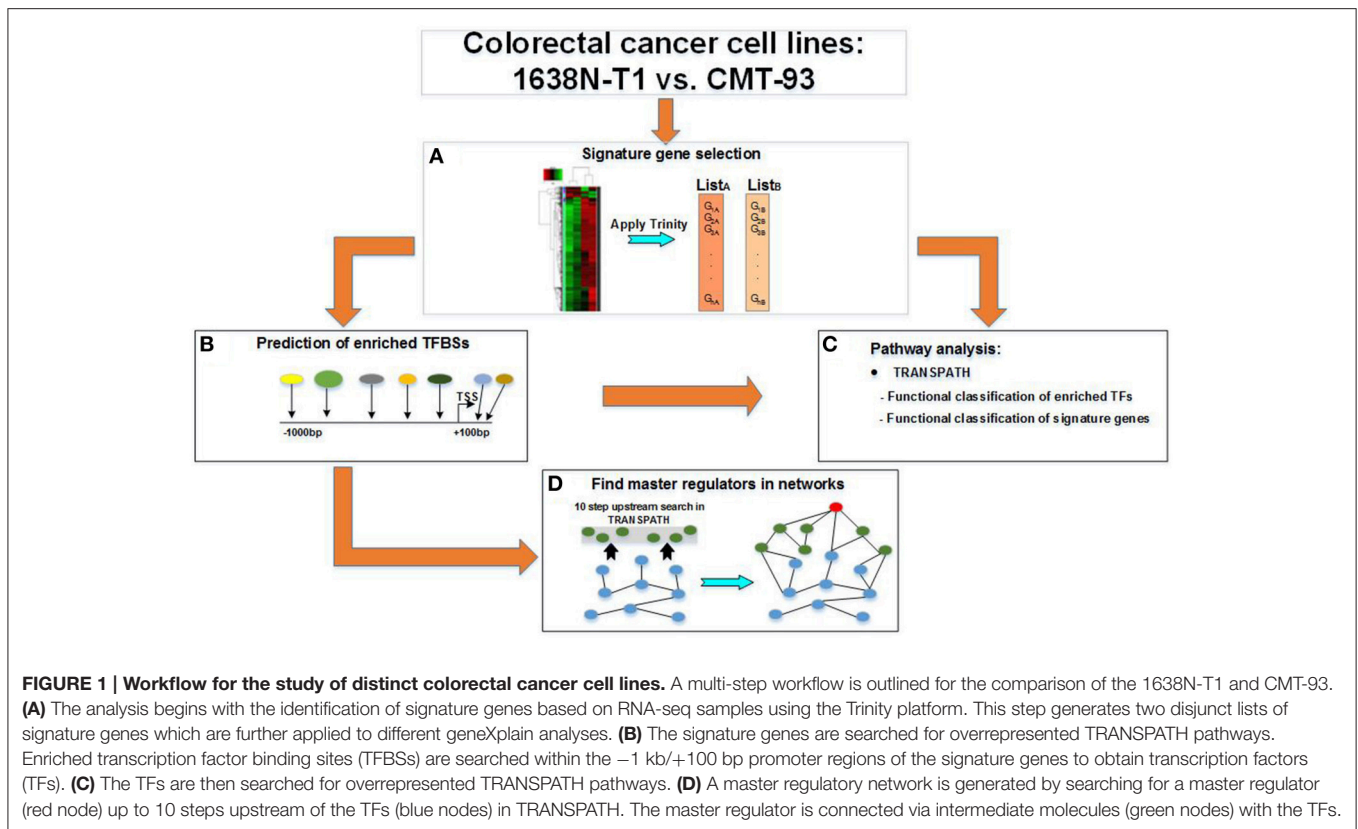 Colorectal cancer cell lines:
1638N-T1 vs. CMT-93
A
Signature gene selection
ListA ListB
Apply Trinity
G1A G1B
G2A G2B
G3A G3B
. .
. .
. .
. .
GnA GnB
B
Prediction of enriched TFBSs
TSS
-1000bp +100bp
C
Pathway analysis:
• TRANSPATH
- Functional classification of enriched TFs
- Functional classification of signature genes
D
Find master regulators in networks
10 step upstream search in
TRANSPATH
FIGURE 1 | Workflow for the study of distinct colorectal cancer cell lines. A multi-step workflow is outlined for the comparison of the 1638N-T1 and CMT-93.
(A) The analysis begins with the identification of signature genes based on RNA-seq samples using the Trinity platform. This step generates two disjunct lists of
signature genes which are further applied to different geneXplain analyses. (B) The signature genes are searched for overrepresented TRANSPATH pathways.
Enriched transcription factor binding sites (TFBSs) are searched within the −1 kb/+100 bp promoter regions of the signature genes to obtain transcription factors
(TFs). (C) The TFs are then searched for overrepresented TRANSPATH pathways. (D) A master regulatory network is generated by searching for a master regulator
(red node) up to 10 steps upstream of the TFs (blue nodes) in TRANSPATH. The master regulator is connected via intermediate molecules (green nodes) with the TFs.